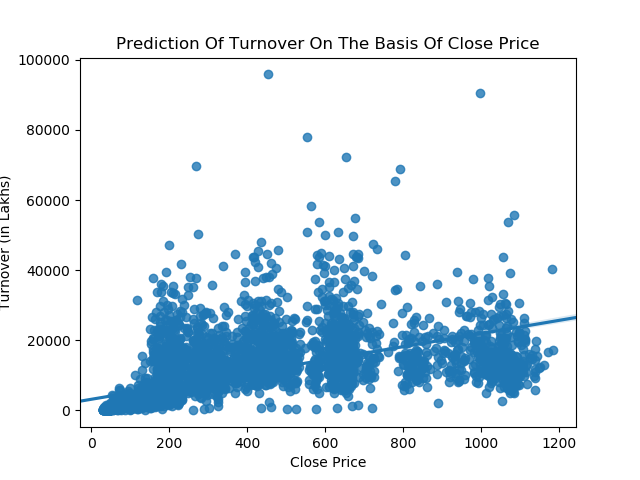 Prediction Of Turnover On The Basis Of Close Price
100000
80000
60000
40000
20000
0
Turnover (in Lakhs)
0 200 400 600 800 1000 1200
Close Price